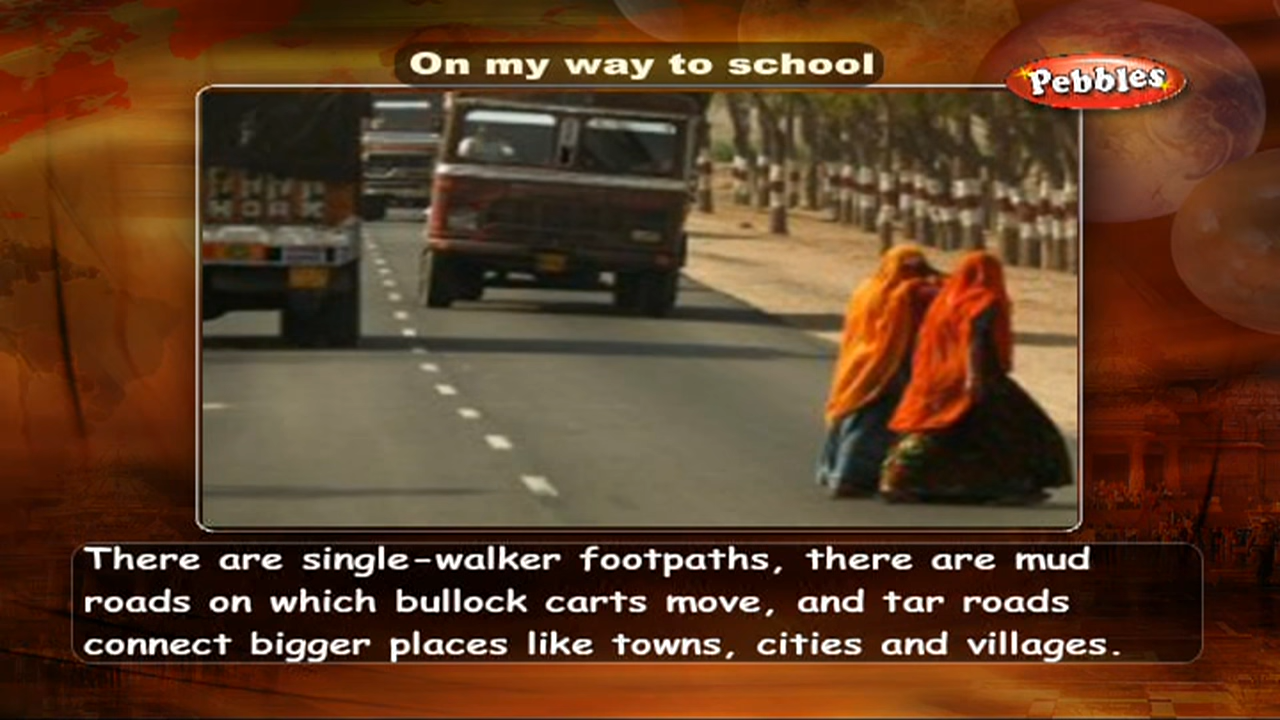 On my way to school
Pebbles
WORK
There are single-walker footpaths, there are mud
roads on which bullock carts move, and tar roads
connect bigger places like towns, cities and villages.